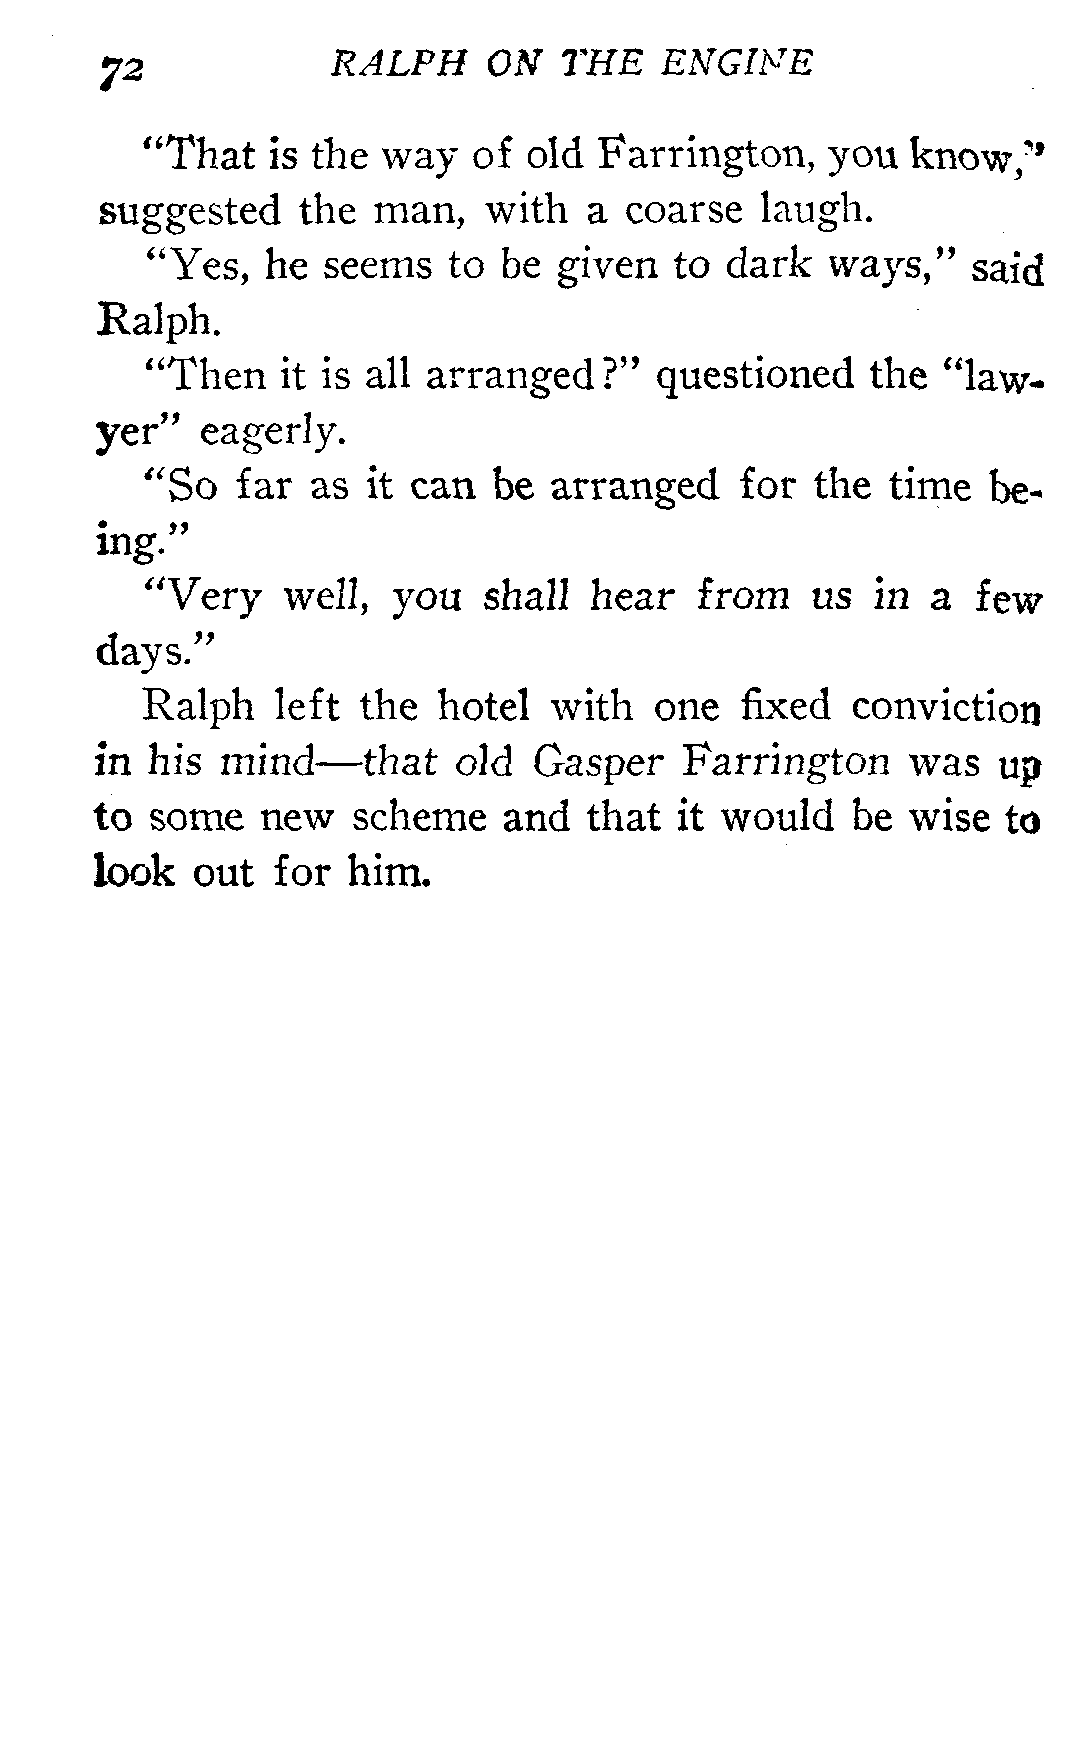 72 RALPH ON THE ENGINE
"That is the way of old Farrington, you know,"
suggested the man, with a coarse laugh.
"Yes, he seems to be given to dark ways," said
Ralph.
"Then it is all arranged?" questioned the "law-
yer" eagerly.
"So far as it can be arranged for the time be-
ing."
"Very well, you shall hear from us in a few
days."
Ralph left the hotel with one fixed conviction
in his mind—that old Gasper Farrington was up
to some new scheme and that it would be wise to
look out for him.